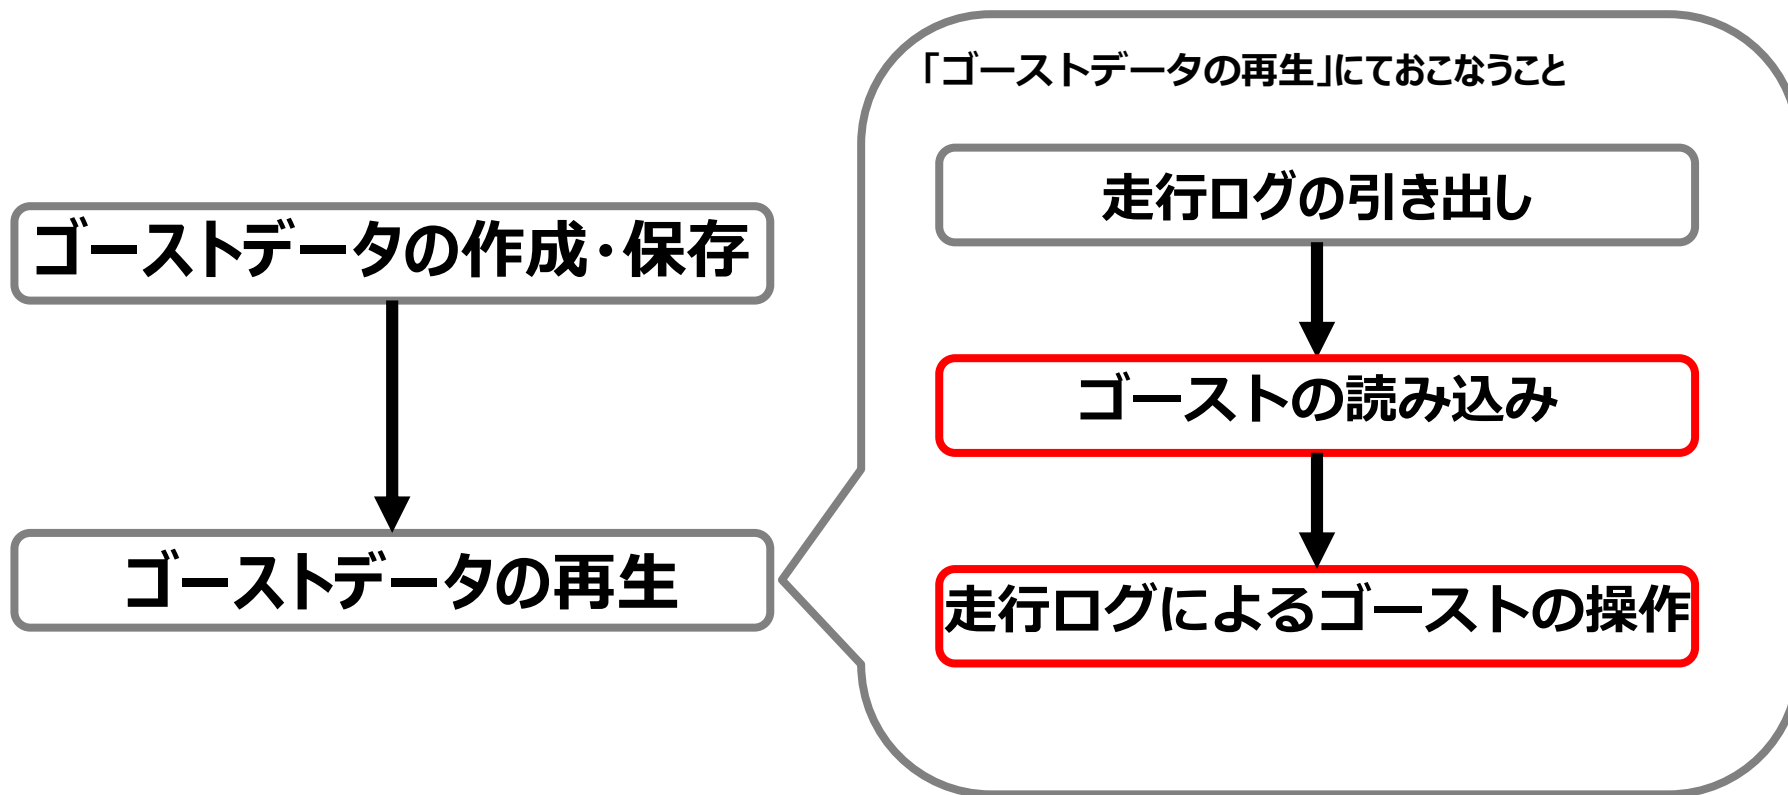 ゴーストデータの作成・保存
ゴーストデータの再生
「ゴーストデータの再生」にておこなうこと
走行ログの引き出し
ゴーストの読み込み
走行ログによるゴーストの操作